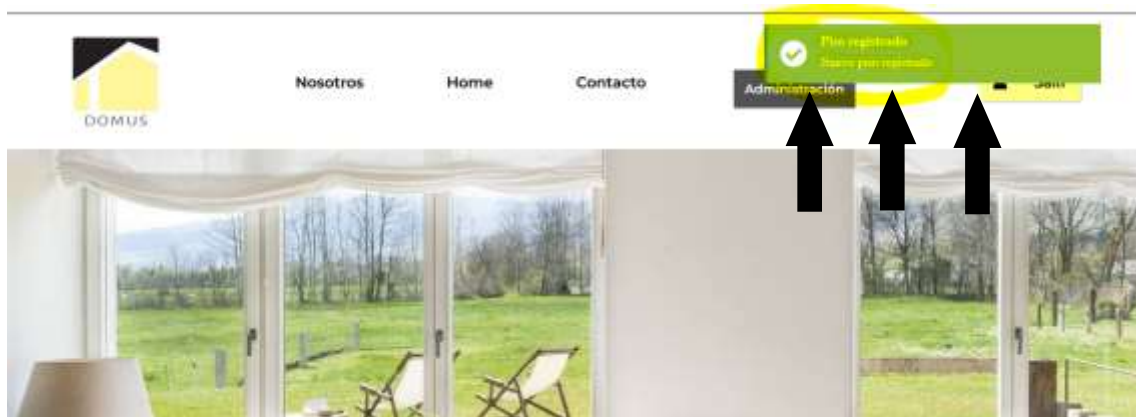 Piso registrado
Nuevo piso registrado
Nosotros
Home
Contacto
Administración
DOMUS